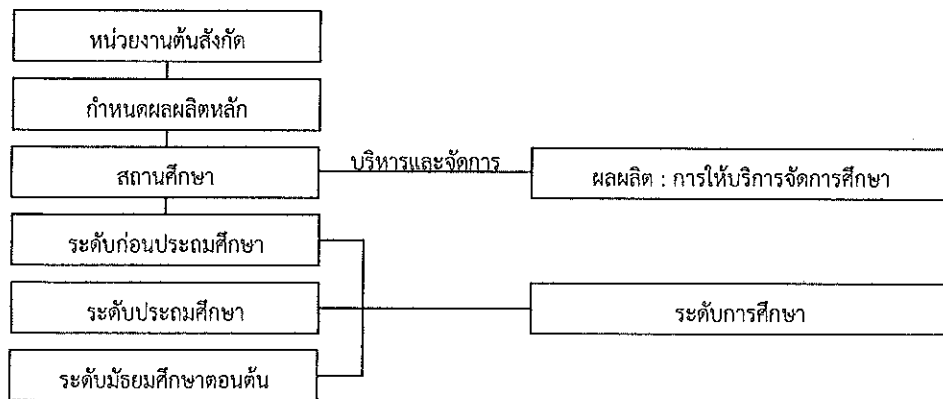 หน่วยงานต้นสังกัด
กำหนดผลผลิตหลัก
สถานศึกษา
บริหารและจัดการ
ผลผลิต : การให้บริการจัดการศึกษา
ระดับก่อนประถมศึกษา
ระดับประถมศึกษา
ระดับการศึกษา
ระดับมัธยมศึกษาตอนต้น